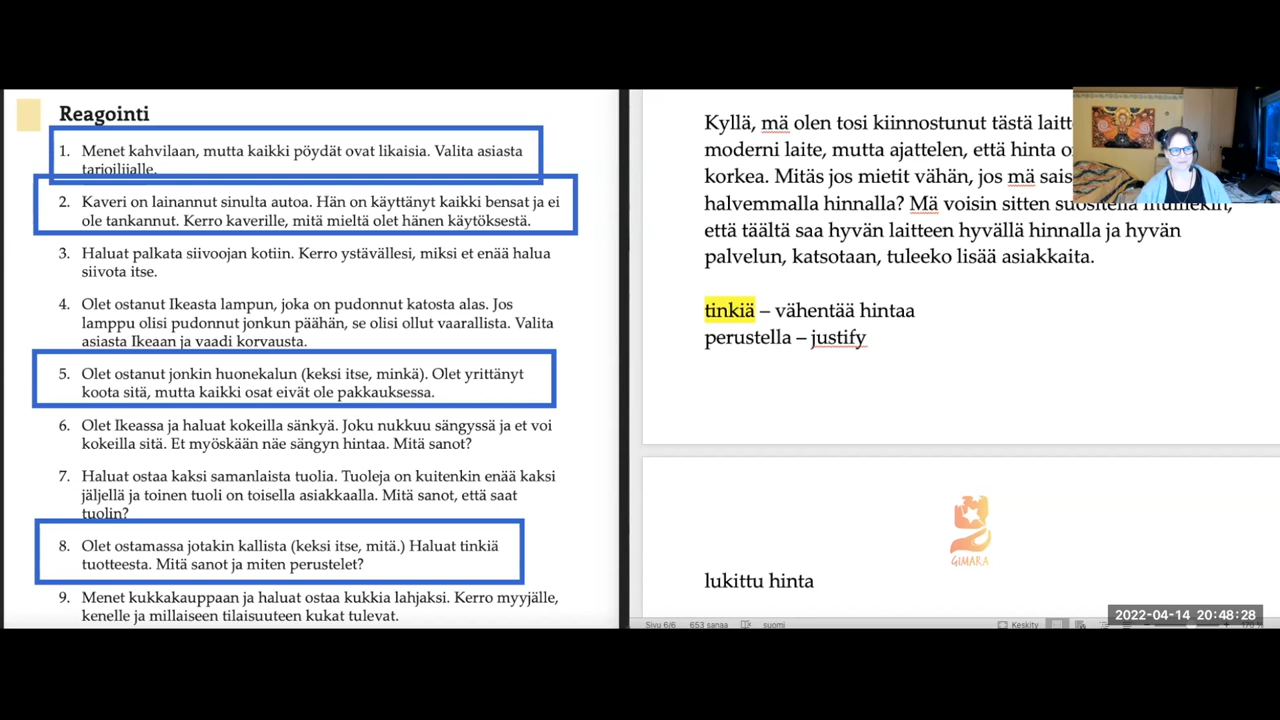 Reagointi
1. Menet kahvilaan, mutta kaikki pöydät ovat likaisia. Valita asiasta
tarjoilijalle.
2. Kaveri on lainannut sinulta autoa. Hän on käyttänyt kaikki bensat ja ei
ole tankannut. Kerro kaverille, mitä mieltä olet hänen käytöksestä.
3. Haluat palkata siivoojan kotiin. Kerro ystävällesi, miksi et enää halua
siivota itse.
4. Olet ostanut Ikeasta lampun, joka on pudonnut katosta alas. Jos
lamppu olisi pudonnut jonkun päähän, se olisi ollut vaarallista. Valita
asiasta Ikeaan ja vaadi korvausta.
5. Olet ostanut jonkin huonekalun (keksi itse, minkä). Olet yrittänyt
koota sitä, mutta kaikki osat eivät ole pakkauksessa.
6. Olet Ikeassa ja haluat kokeilla sänkyä. Joku nukkuu sängyssä ja et voi
kokeilla sitä. Et myöskään näe sängyn hintaa. Mitä sanot?
7. Haluat ostaa kaksi samanlaista tuolia. Tuoleja on kuitenkin enää kaksi
jäljellä ja toinen tuoli on toisella asiakkaalla. Mitä sanot, että saat
tuolin?
8. Olet ostamassa jotakin kallista (keksi itse, mitä.) Haluat tinkiä
tuotteesta. Mitä sanot ja miten perustelet?
9. Menet kukkakauppaan ja haluat ostaa kukkia lahjaksi. Kerro myyjälle,
kenelle ja millaiseen tilaisuuteen kukat tulevat.
Kyllä, mä olen tosi kiinnostunut tästä
moderni laite, mutta ajattelen, että hinta
korkea. Mitäs jos mietit vähän, jos mä
halvemmalla hinnalla? Mä voisin sitten suositella muillekin,
että täältä saa hyvän laitteen hyvällä hinnalla ja hyvän
palvelun, katsotaan, tuleeko lisää asiakkaita.
tinkiä – vähentää hintaa
perustella – justify
GIMARA
lukittu hinta
Sivu 6/6 653 sanaa suomi Keskity
2022-04-14 20:48:28